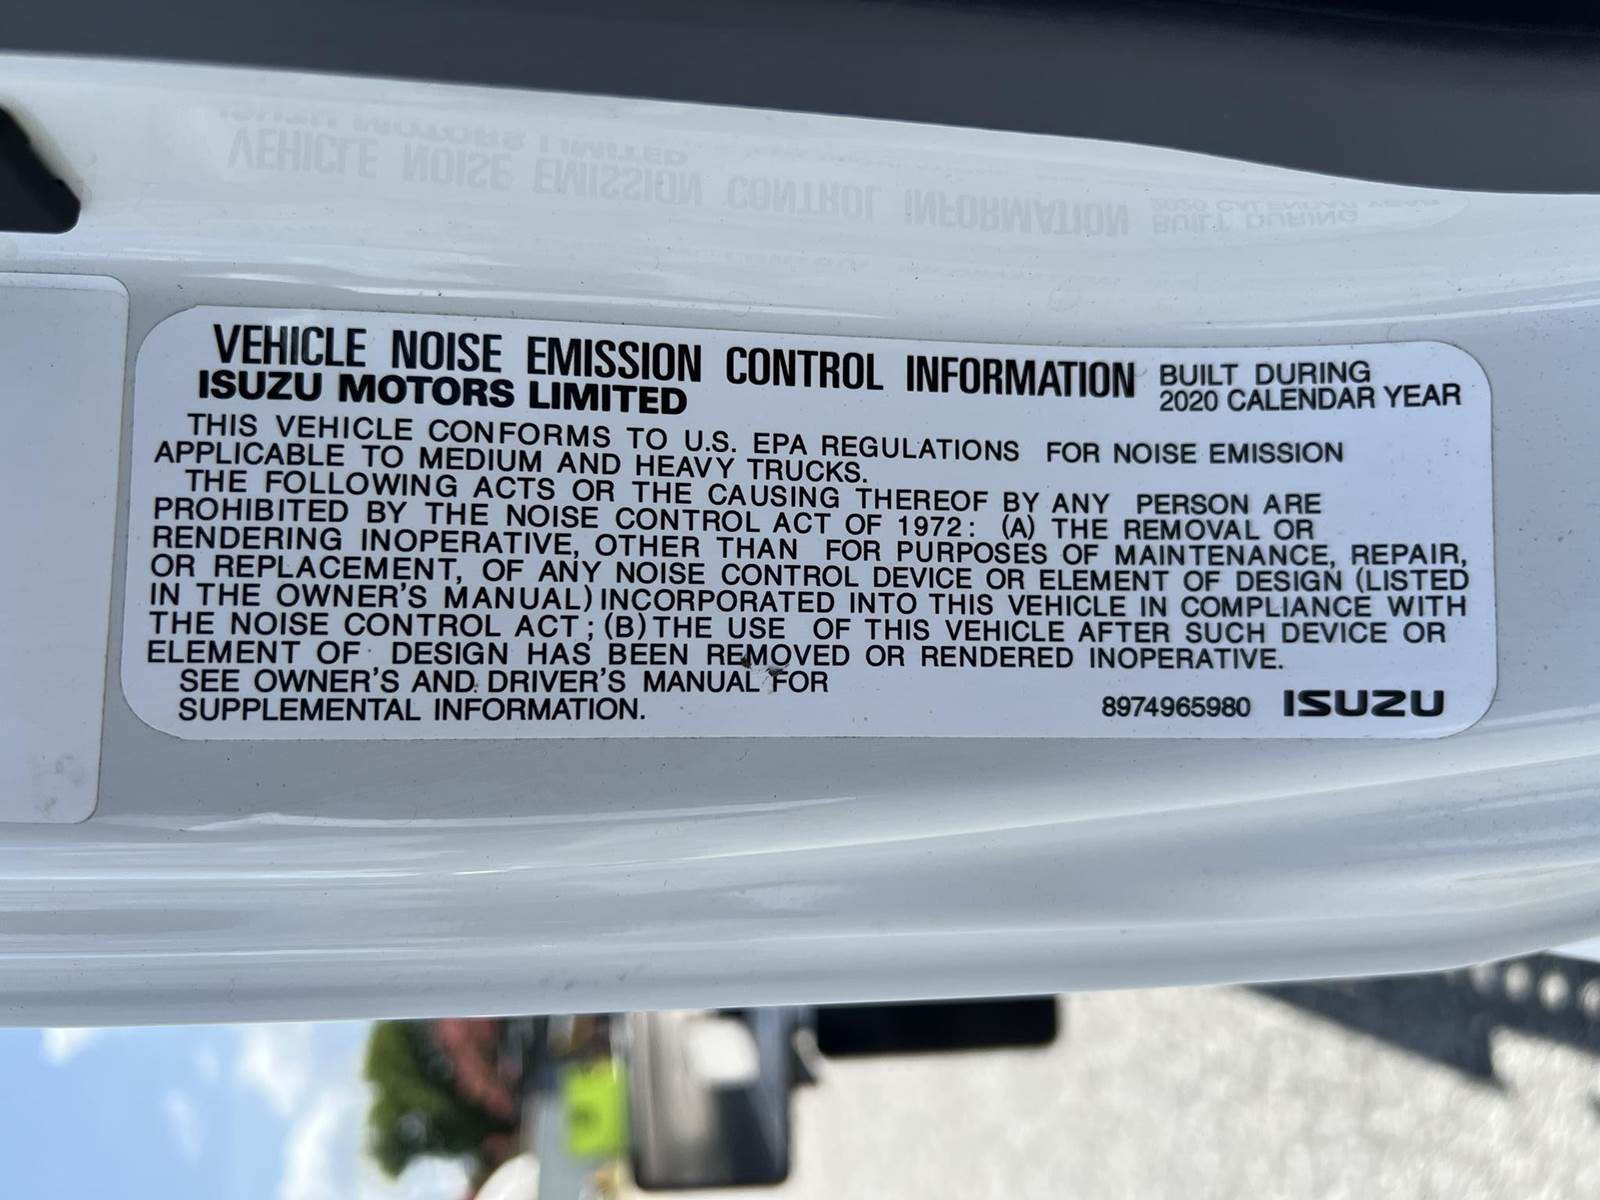 VEHICLE NOISE EMISSION CONTROL INFORMATION
BUILT DURING
2020 CALENDAR YEAR
ISUZU MOTORS LIMITED
THIS VEHICLE CONFORMS TO U.S. EPA REGULATIONS FOR NOISE EMISSION
APPLICABLE TO MEDIUM AND HEAVY TRUCKS.
THE FOLLOWING ACTS OR THE CAUSING THEREOF BY ANY PERSON ARE
PROHIBITED BY THE NOISE CONTROL ACT OF 1972: (A) THE REMOVAL OR
RENDERING INOPERATIVE, OTHER THAN FOR PURPOSES OF MAINTENANCE, REPAIR,
OR REPLACEMENT, OF ANY NOISE CONTROL DEVICE OR ELEMENT OF DESIGN (LISTED
IN THE OWNER'S MANUAL) INCORPORATED INTO THIS VEHICLE IN COMPLIANCE WITH
THE NOISE CONTROL ACT; (B) THE USE OF THIS VEHICLE AFTER SUCH DEVICE OR
ELEMENT OF DESIGN HAS BEEN REMOVED OR RENDERED INOPERATIVE.
SEE OWNER'S AND DRIVER'S MANUAL FOR
SUPPLEMENTAL INFORMATION.
8974965980 ISUZU